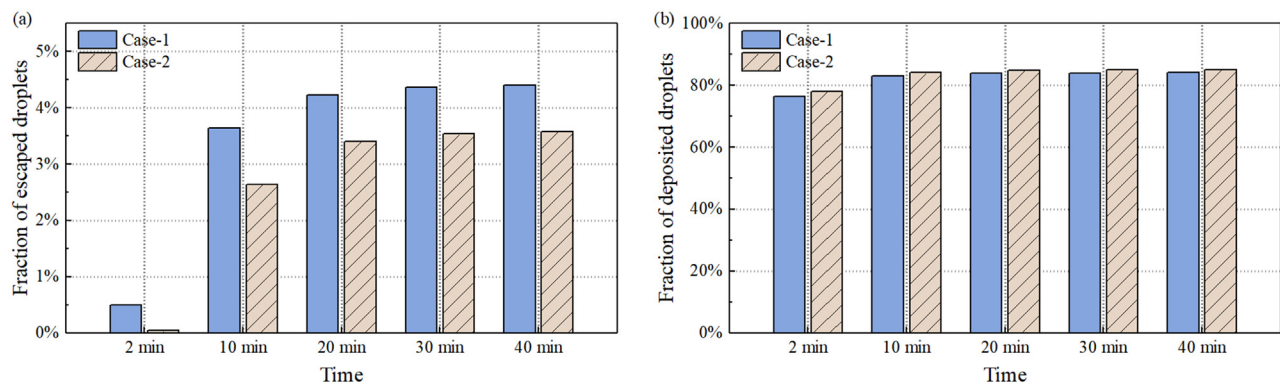 (a)
Fraction of escaped droplets
5%
4%
3%
2%
1%
0%
Case-1
Case-2
2 min 10 min 20 min 30 min 40 min
Time
(b)
Fraction of deposited droplets
100%
80%
60%
40%
20%
0%
Case-1
Case-2
2 min 10 min 20 min 30 min 40 min
Time